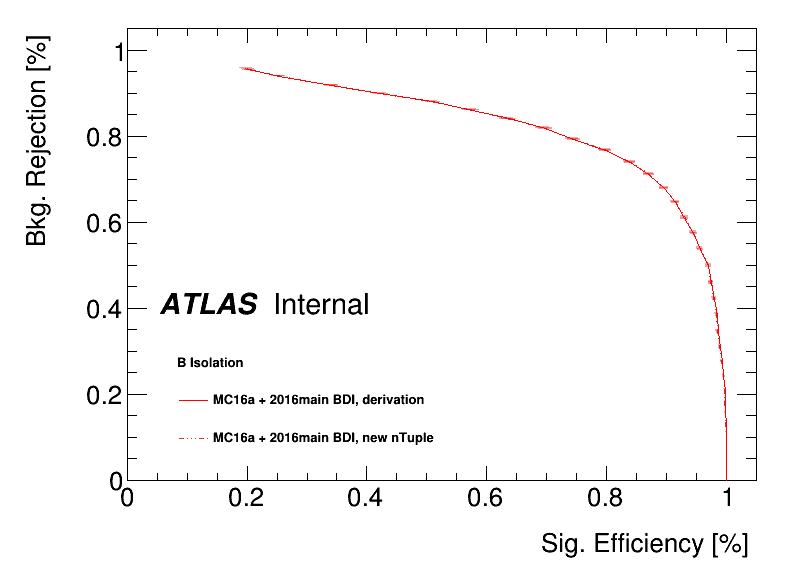 Bkg. Rejection [%]
1
0.8
0.6
0.4
0.2
0
ATLAS Internal
B Isolation
MC16a + 2016main BDI, derivation
MC16a + 2016main BDI, new nTuple
0 0.2 0.4 0.6 0.8 1
Sig. Efficiency [%]